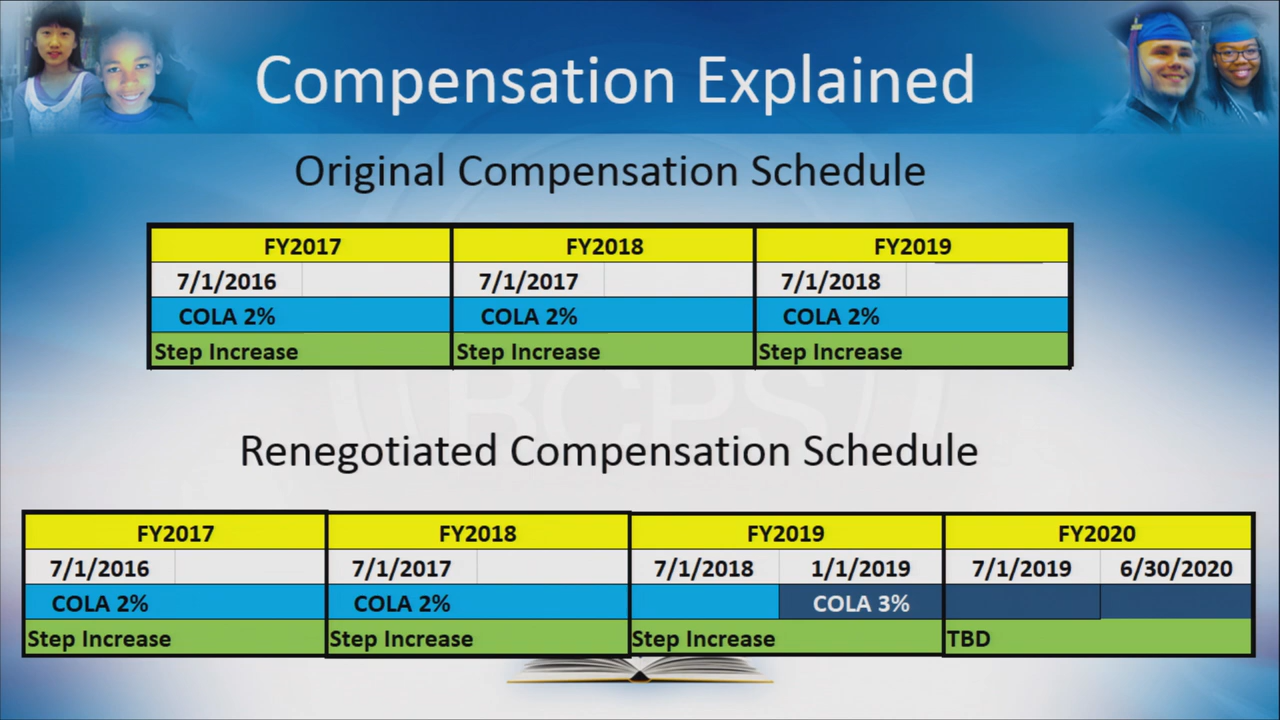 Compensation Explained
Original Compensation Schedule
FY2017 FY2018 FY2019
7/1/2016 7/1/2017 7/1/2018
COLA 2% COLA 2% COLA 2%
Step Increase Step Increase Step Increase
BCPS
Renegotiated Compensation Schedule
FY2017 FY2018 FY2019 FY2020
7/1/2016 7/1/2017 7/1/2018 1/1/2019 7/1/2019 6/30/2020
COLA 2% COLA 2% COLA 3%
Step Increase Step Increase Step Increase TBD